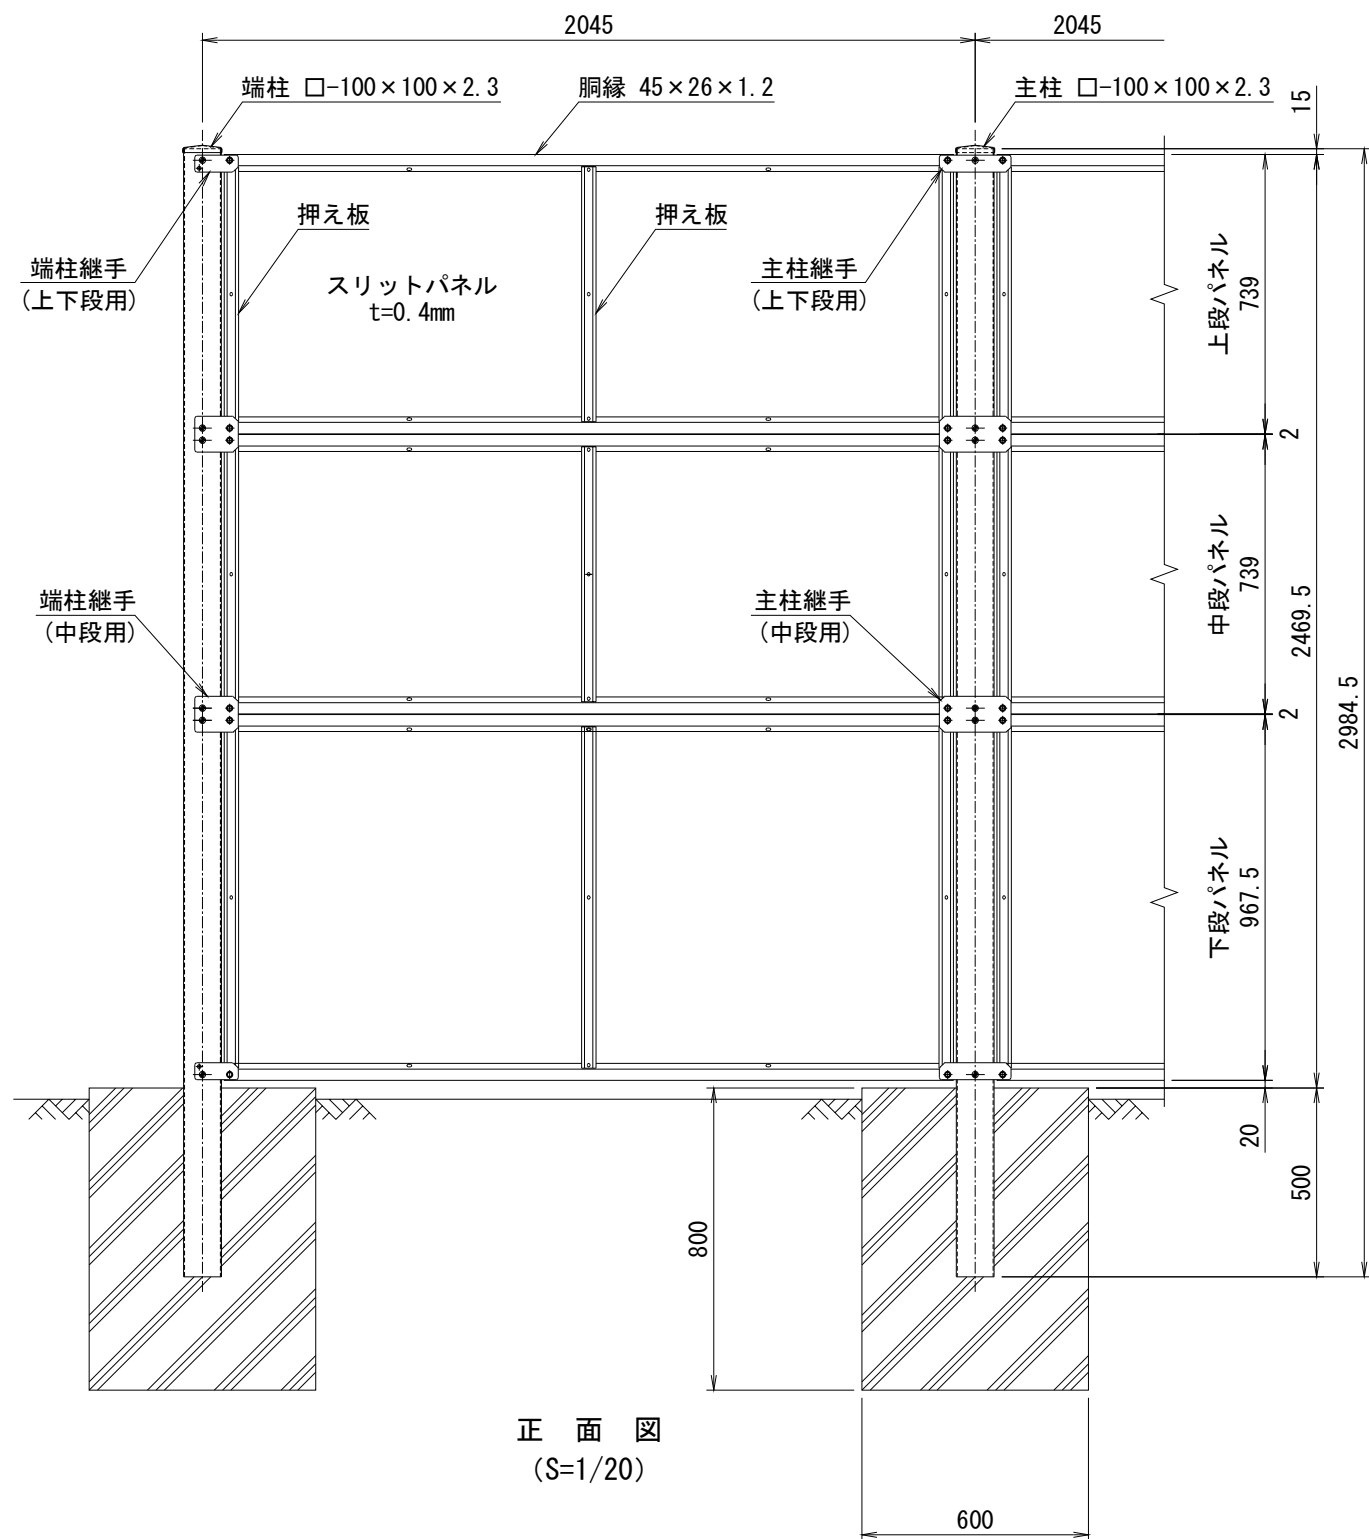 2045
2045
端柱 □-100×100×2.3
胴縁 45×26×1.2
主柱 □-100×100×2.3
15
押え板
押え板
端柱継手
(上下段用)
スリットパネル
t=0.4mm
主柱継手
(上下段用)
上段パネル
739
2
端柱継手
(中段用)
主柱継手
(中段用)
中段パネル
739
2469.5
2984.5
2
下段パネル
967.5
20
500
800
正 面 図
(S=1/20)
600